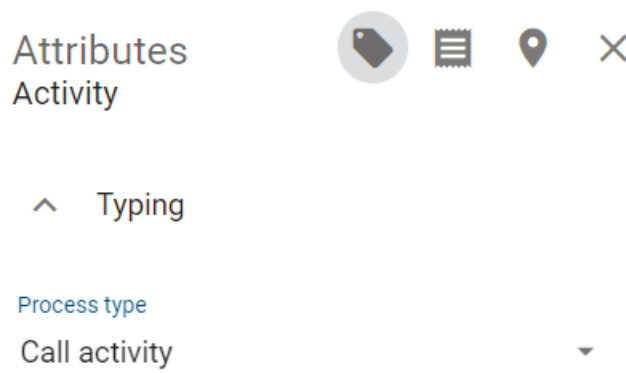 Attributes
Activity
Typing
Process type
Call activity